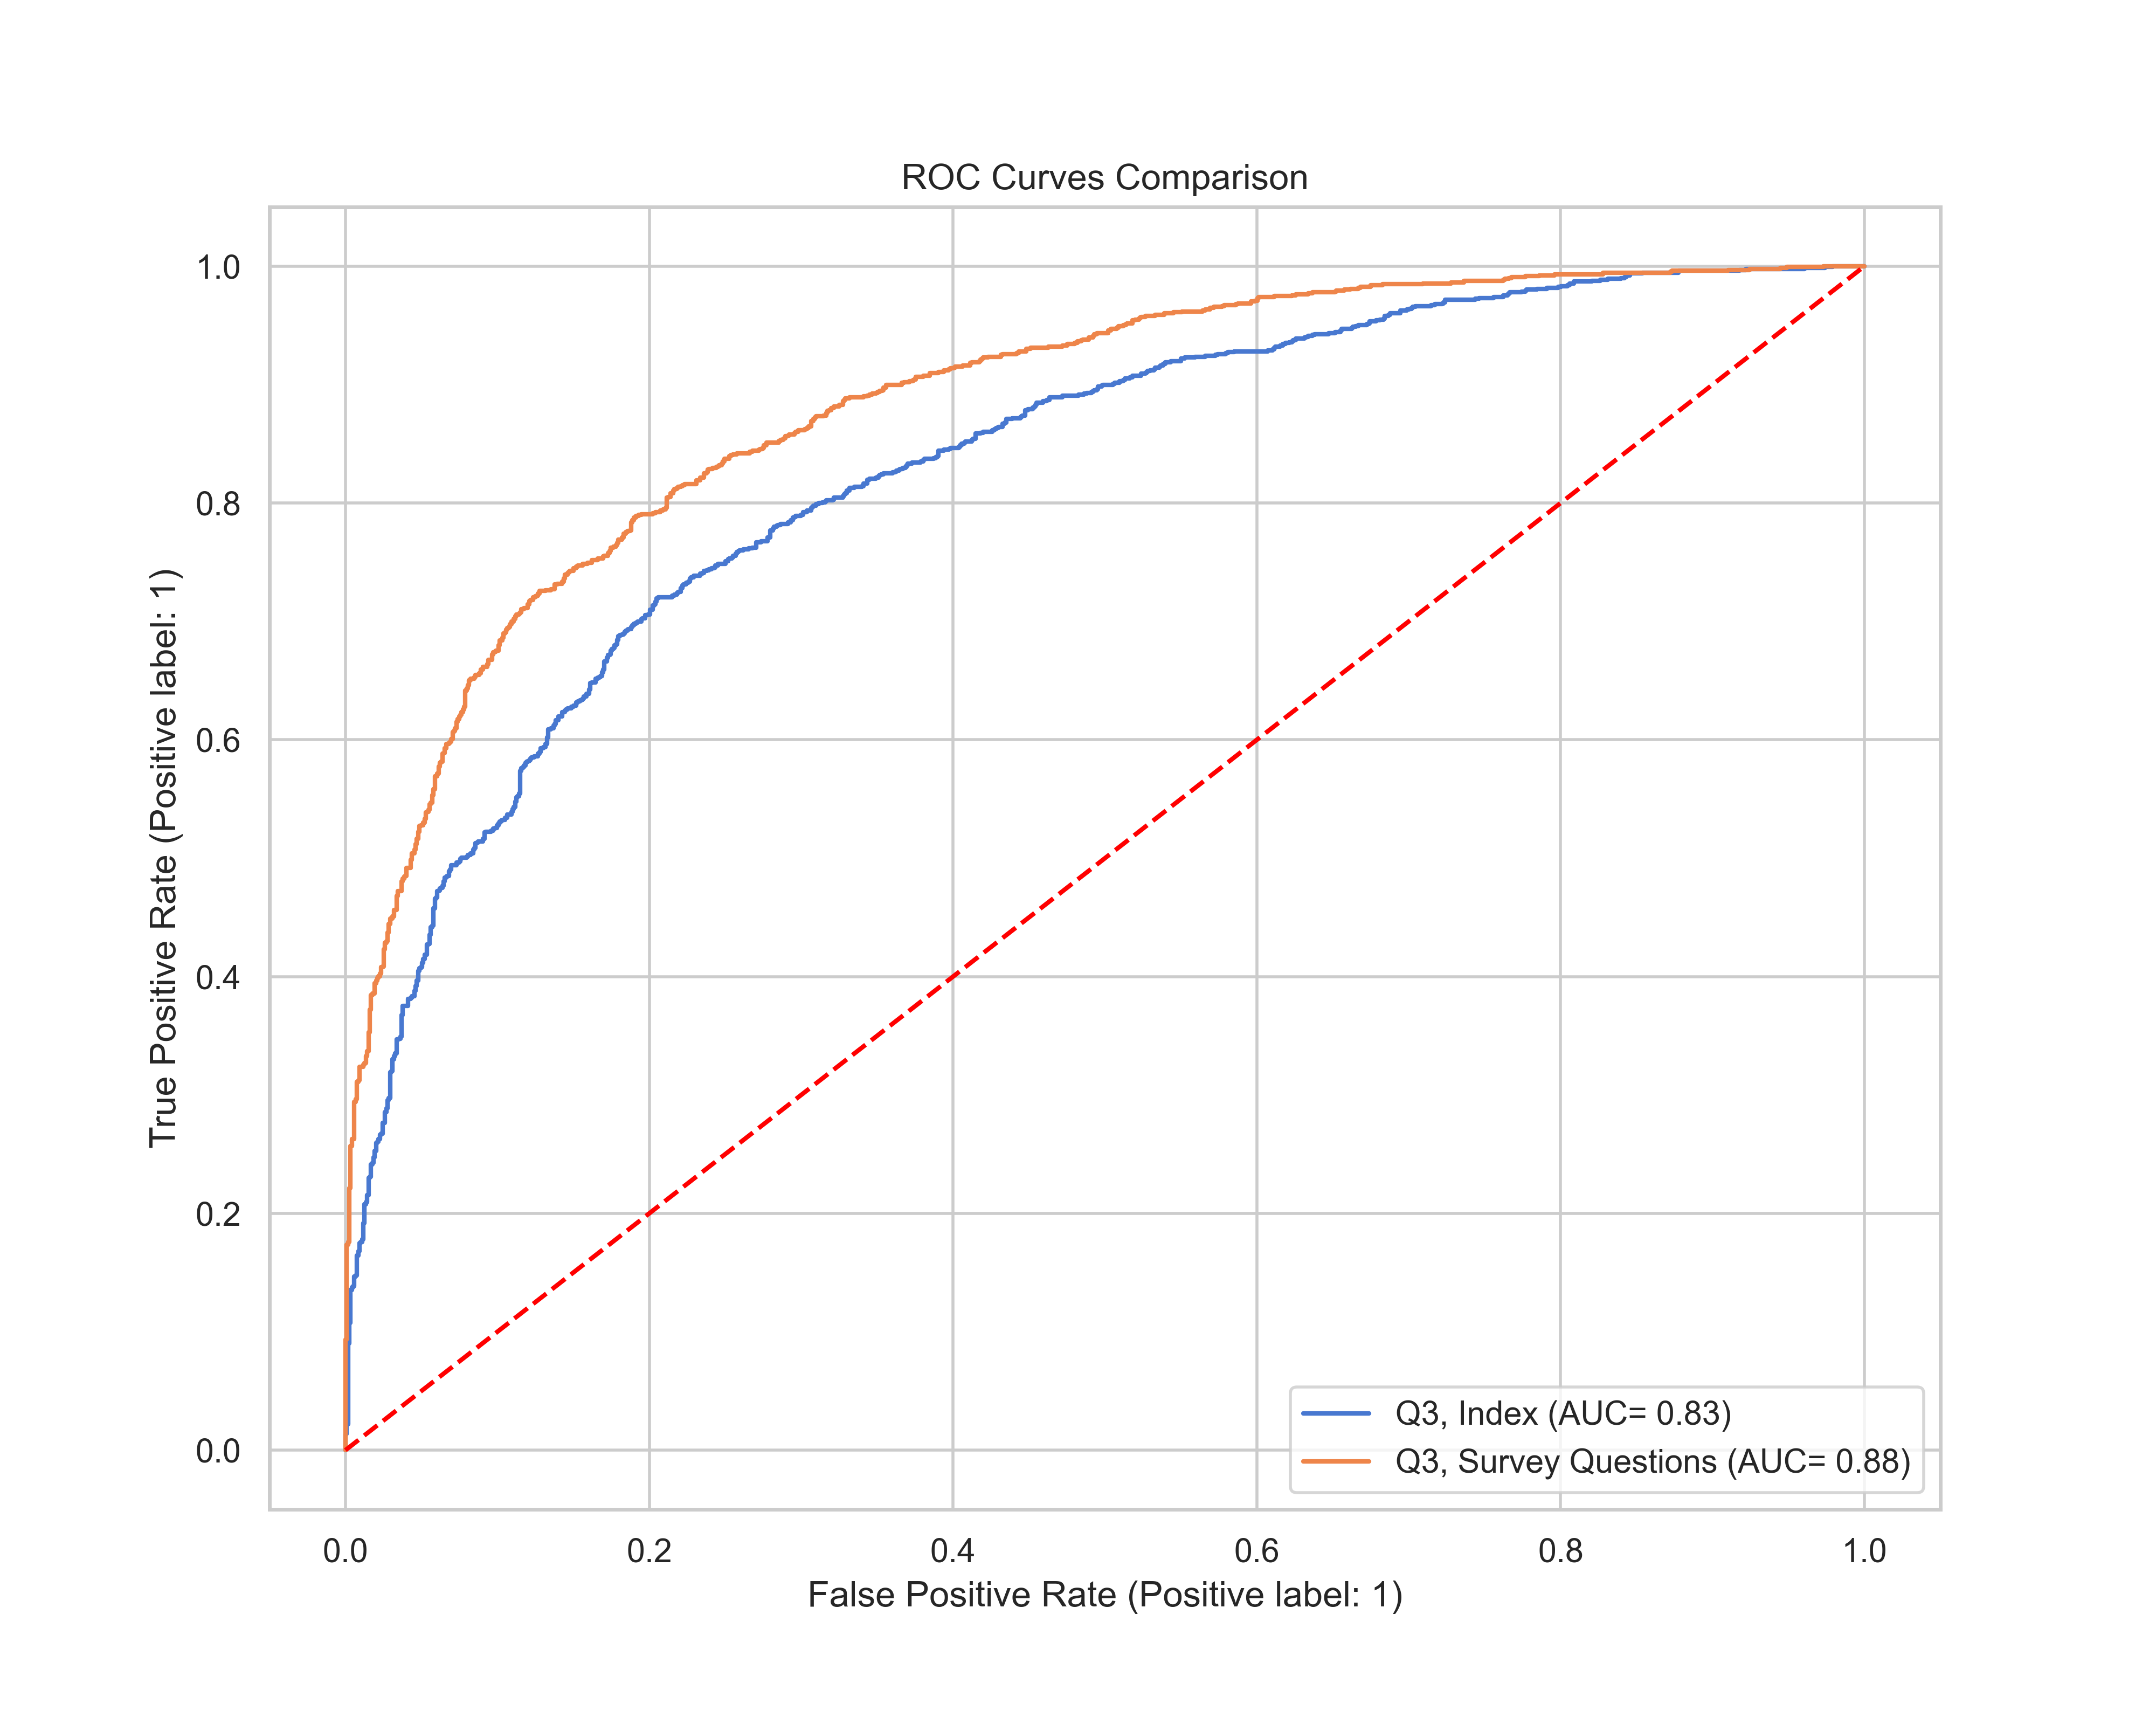 ROC Curves Comparison
True Positive Rate (Positive label: 1)
1.0
0.8
0.6
0.4
0.2
0.0
Q3, Index (AUC= 0.83)
Q3, Survey Questions (AUC= 0.88)
0.0 0.2 0.4 0.6 0.8 1.0
False Positive Rate (Positive label: 1)